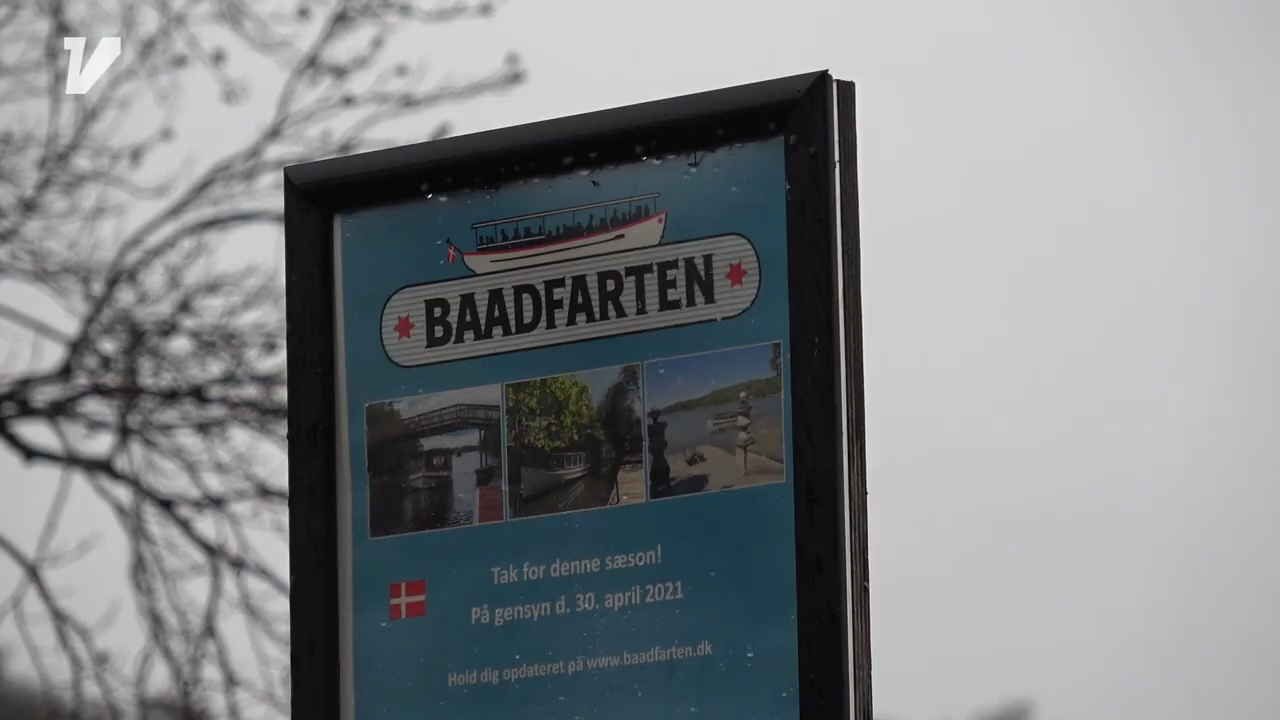 V
BAADFARTEN
Tak for denne sæson!
På gensyn d. 30. april 2021
Hold dig opdateret på www.baadfarten.dk